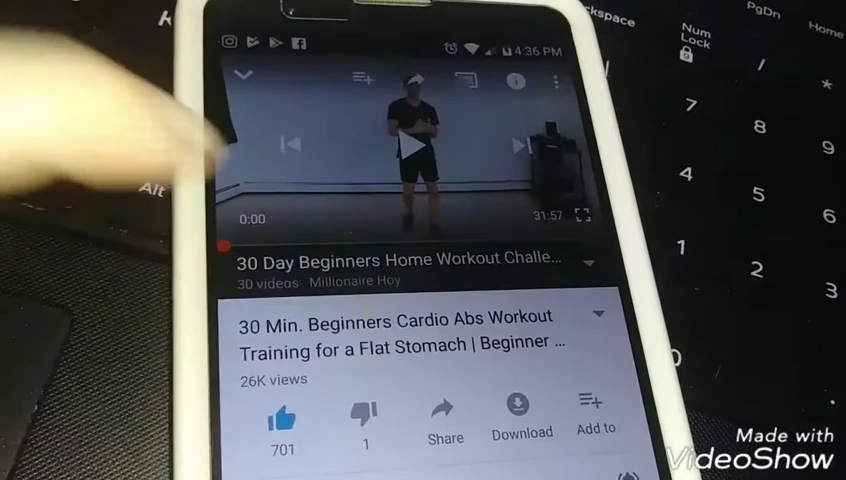 kspace
PgDn
Home
Num
Lock
K
4:36 PM
/
*
7
8
9
0:00
31:57
Alt
4
5
6
30 Day Beginners Home Workout Challe...
30 videos Millionaire Hoy
1
2
3
30 Min. Beginners Cardio Abs Workout
Training for a Flat Stomach | Beginner ...
26K views
0
.
701
1
Share
Download
Add to
Made with
VideoShow